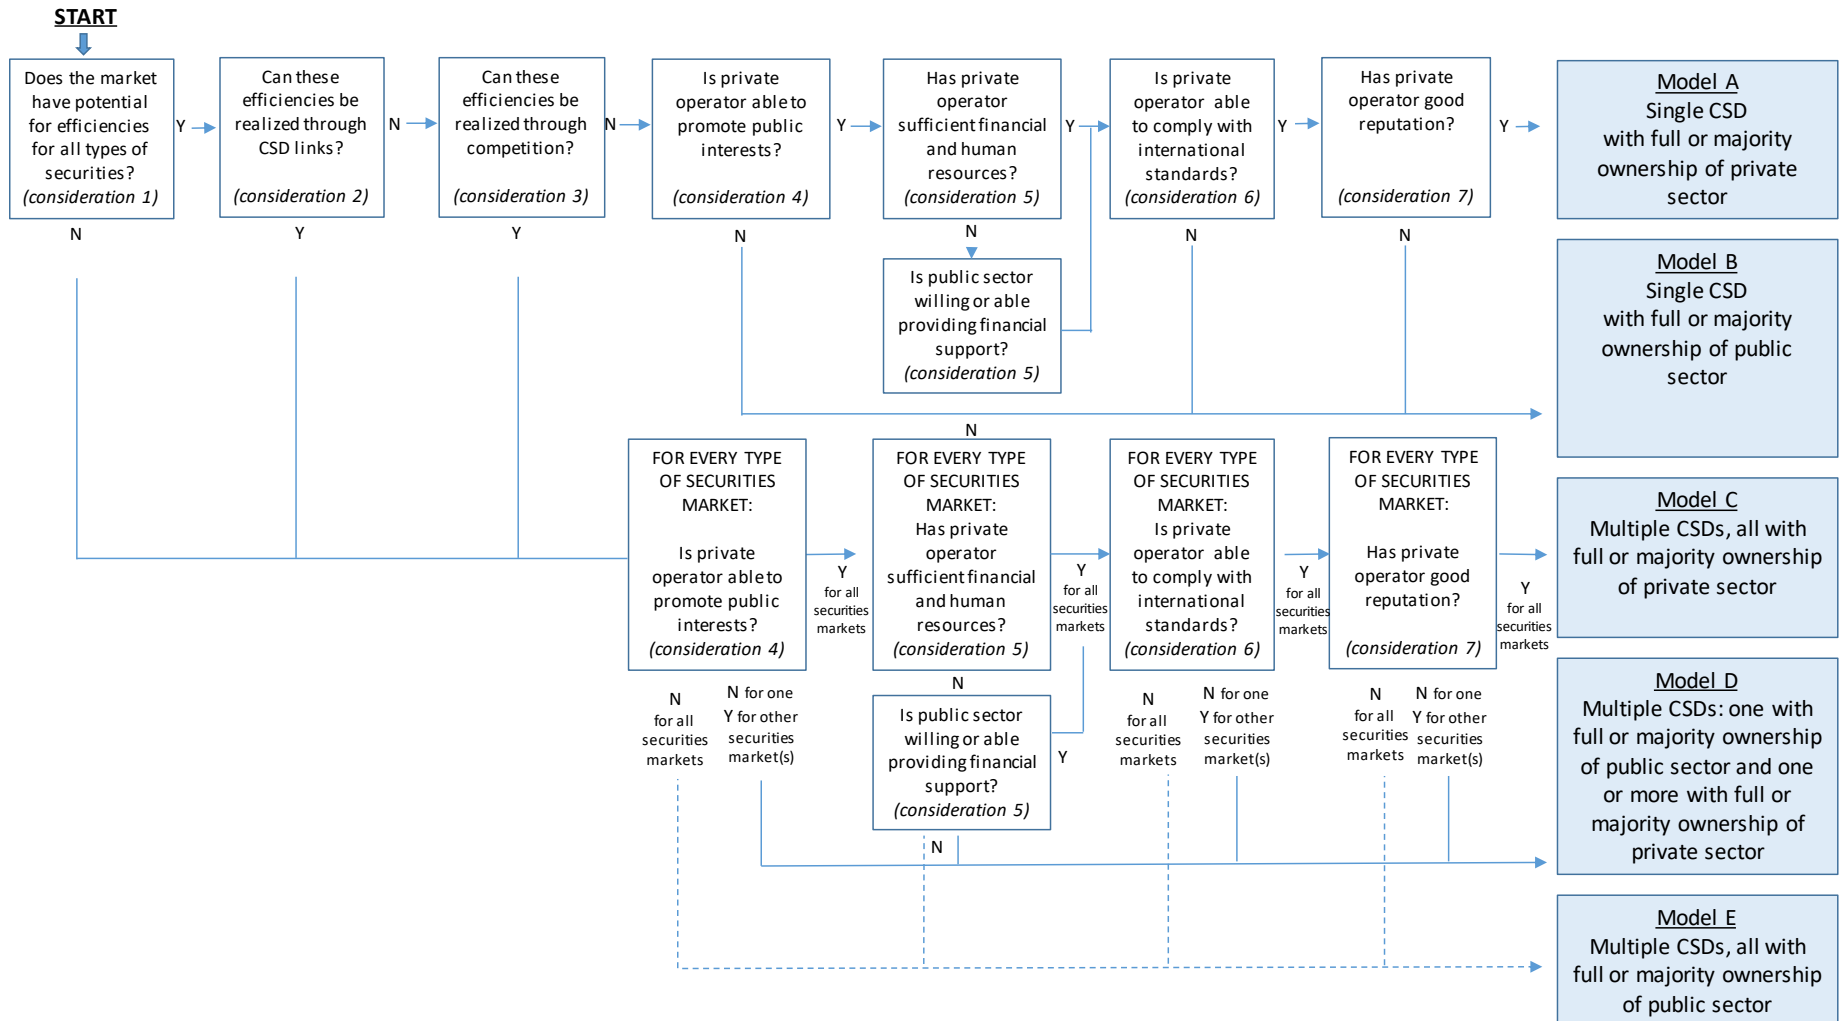 START
Does the market
have potential
for efficiencies
for all types of
securities?
(consideration 1)
Y
N
Can these
efficiencies be
realized through
CSD links?
(consideration 2)
N
Y
Can these
efficiencies be
realized through
competition?
(consideration 3)
N
Y
Is private
operator able to
promote public
interests?
(consideration 4)
Y
N
Has private
operator
sufficient financial
and human
resources?
(consideration 5)
Y
N
Is public sector
willing or able
providing financial
support?
(consideration 5)
N
Is private
operator able
to comply with
international
standards?
(consideration 6)
Y
N
Has private
operator good
reputation?
(consideration 7)
Y
N
Model A
Single CSD
with full or majority
ownership of private
sector
Model B
Single CSD
with full or majority
ownership of public
sector
FOR EVERY TYPE
OF SECURITIES
MARKET:
Is private
operator able to
promote public
interests?
(consideration 4)
Y
for all
securities
markets
N
for all
securities
markets
N for one
Y for other
securities
market(s)
FOR EVERY TYPE
OF SECURITIES
MARKET:
Has private
operator
sufficient financial
and human
resources?
(consideration 5)
Y
for all
securities
markets
N
Is public sector
willing or able
providing financial
support?
(consideration 5)
Y
N
FOR EVERY TYPE
OF SECURITIES
MARKET:
Is private
operator able
to comply with
international
standards?
(consideration 6)
Y
for all
securities
markets
N
for all
securities
markets
N for one
Y for other
securities
market(s)
FOR EVERY TYPE
OF SECURITIES
MARKET:
Has private
operator good
reputation?
(consideration 7)
Y
for all
securities
markets
N
for all
securities
markets
N for one
Y for other
securities
market(s)
Model C
Multiple CSDs, all with
full or majority ownership
of private sector
Model D
Multiple CSDs: one with
full or majority ownership
of public sector and one
or more with full or
majority ownership of
private sector
Model E
Multiple CSDs, all with
full or majority ownership
of public sector